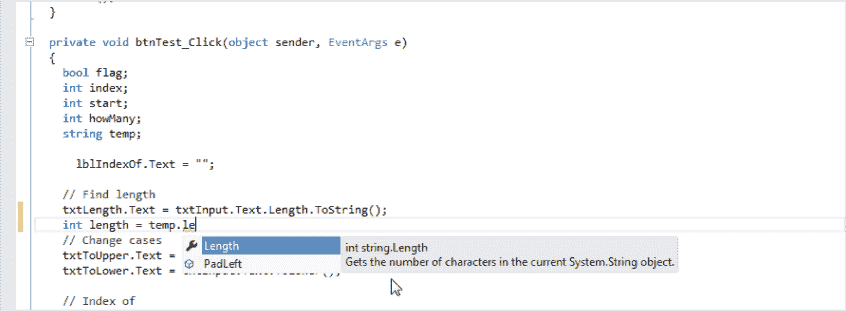 }
private void btnTest_Click(object sender, EventArgs e)
{
bool flag;
int index;
int start;
int howMany;
string temp;
lblIndexOf.Text = "";
// Find length
txtLength.Text = txtInput.Text.Length.ToString();
int length = temp.le
// Change cases
Length
int string.Length
txtToUpper.Text =
PadLeft
Gets the number of characters in the current System.String object.
txtToLower.Text =
// Index of